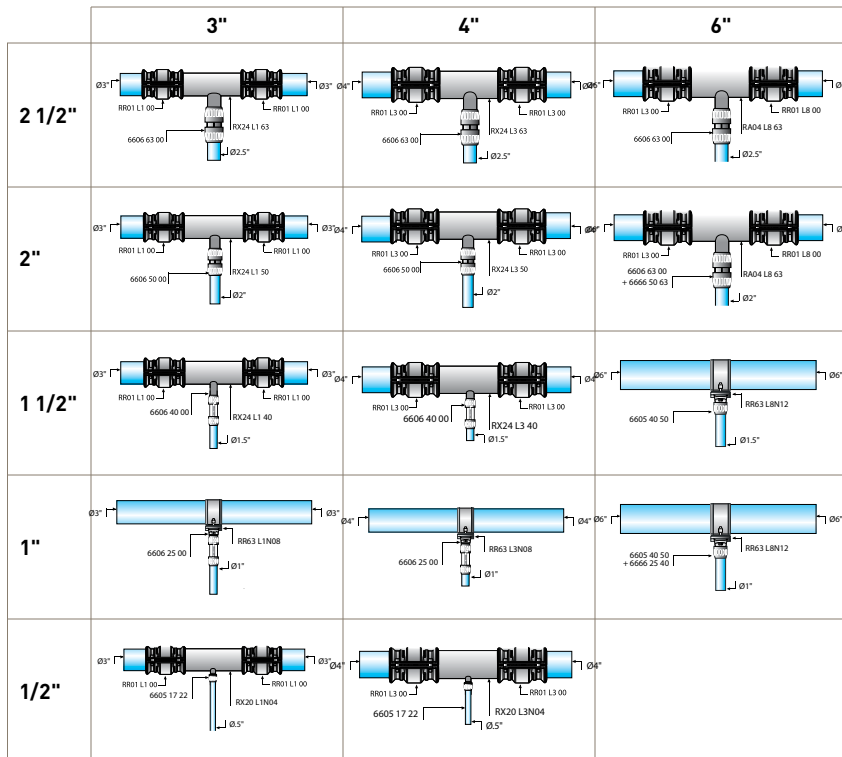 3" 4" 6"
2 1/2"
Ø3" Ø3"
RR01 L1 00 RR01 L1 00
RX24 L1 63
6606 63 00
Ø2.5"
Ø4"
RR01 L3 00 RR01 L3 00
RX24 L3 63
6606 63 00
Ø2.5"
RR01 L3 00 RR01 L8 00
RA04 L8 63
6606 63 00
Ø2.5"
2"
Ø3" Ø3"
RR01 L1 00 RR01 L1 00
RX24 L1 50
6606 50 00
Ø2"
Ø4"
RR01 L3 00 RR01 L3 00
RX24 L3 50
6606 50 00
Ø2"
RR01 L3 00 RR01 L8 00
6606 63 00
+ 6666 50 63
RA04 L8 63
Ø2"
1 1/2"
Ø3" Ø3"
RR01 L1 00 RR01 L1 00
6606 40 00
RX24 L1 40
Ø1.5"
Ø4" Ø4"
RR01 L3 00 RR01 L3 00
6606 40 00
RX24 L3 40
Ø1.5"
Ø6" Ø6"
RR63 L8N12
6605 40 50
Ø1.5"
1"
Ø3" Ø3"
RR63 L1N08
6606 25 00
Ø1"
Ø4" Ø4"
RR63 L3N08
6606 25 00
Ø1"
Ø6" Ø6"
RR63 L8N12
6605 40 50
+ 6666 25 40
Ø1"
1/2"
Ø3" Ø3"
RR01 L1 00 RR01 L1 00
6605 17 22
RX20 L1N04
Ø.5"
Ø4" Ø4"
RR01 L3 00 RR01 L3 00
6605 17 22
RX20 L3N04
Ø.5"